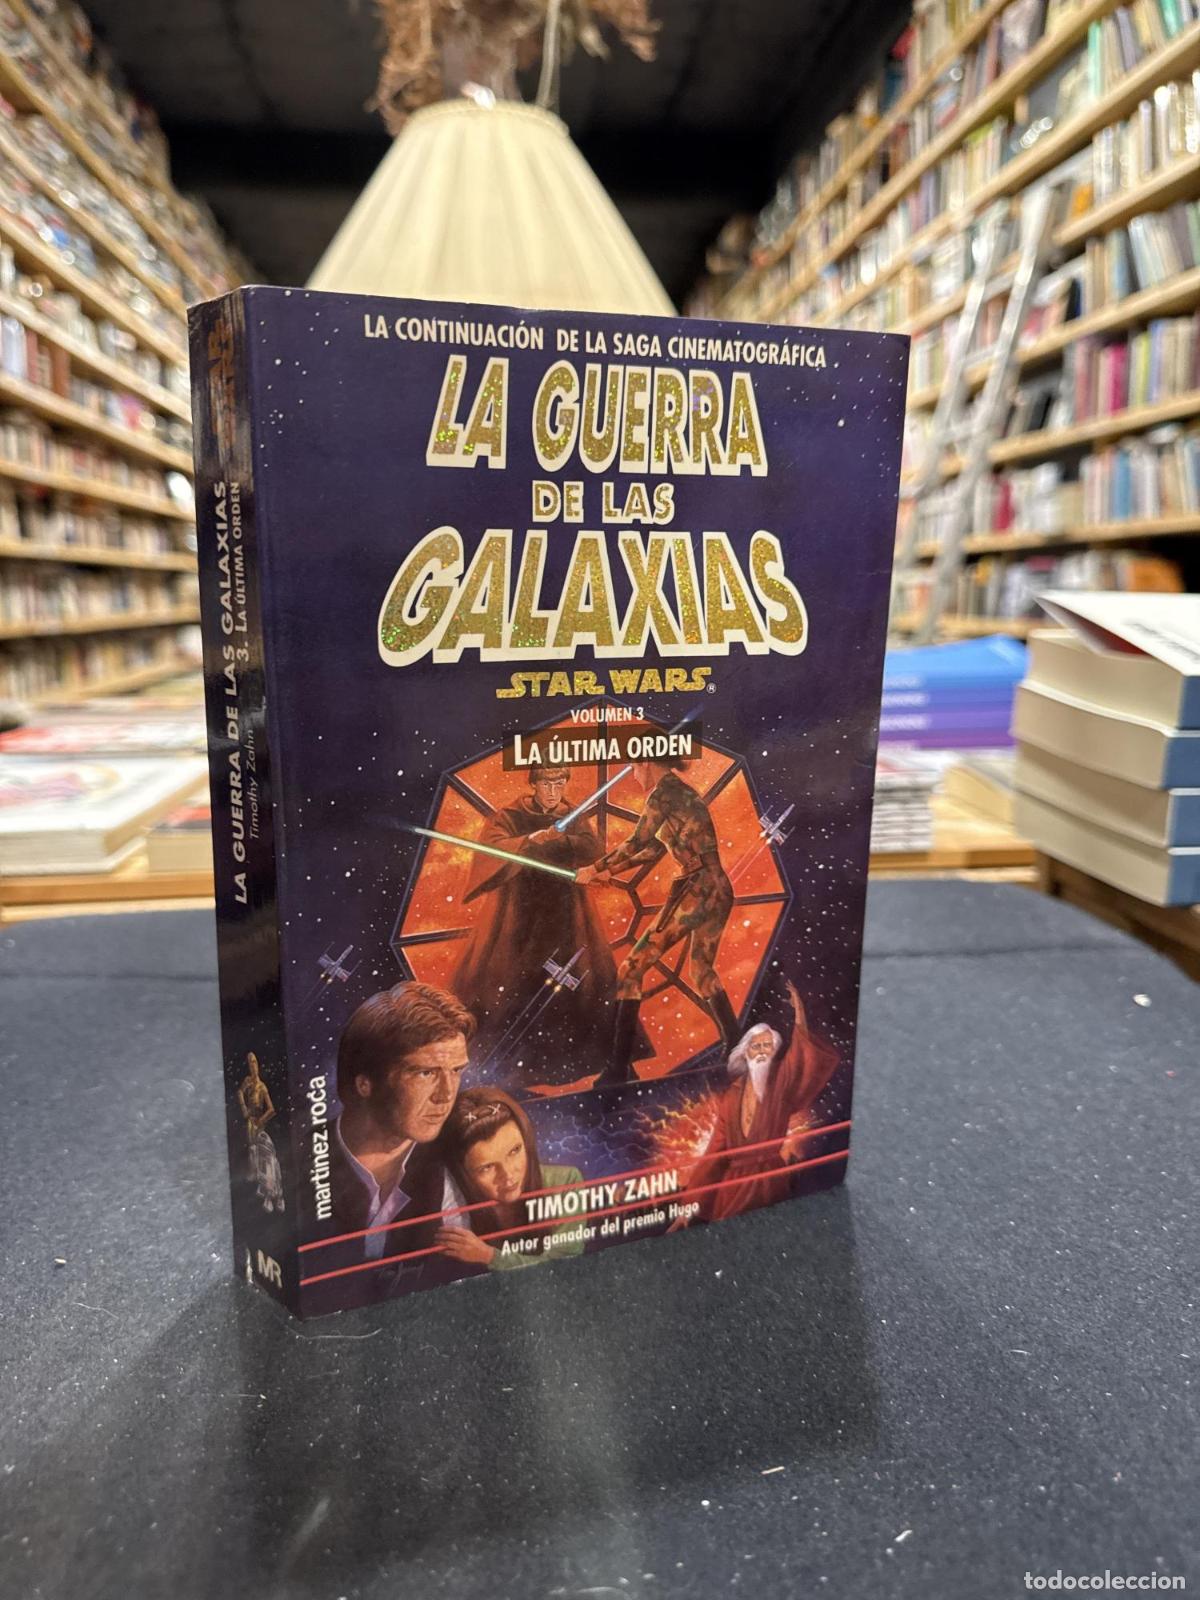 LA CONTINUACIÓN DE LA SAGA CINEMATOGRÁFICA
LA GUERRA
DE LAS
GALAXIAS
STAR WARS®
VOLUMEN 3
LA ÚLTIMA ORDEN
TIMOTHY ZAHN
Autor ganador del premio Hugo
martínez roca
LA GUERRA DE LAS GALAXIAS
3. LA ÚLTIMA ORDEN
Timothy Zahn
MR
todocoleccion